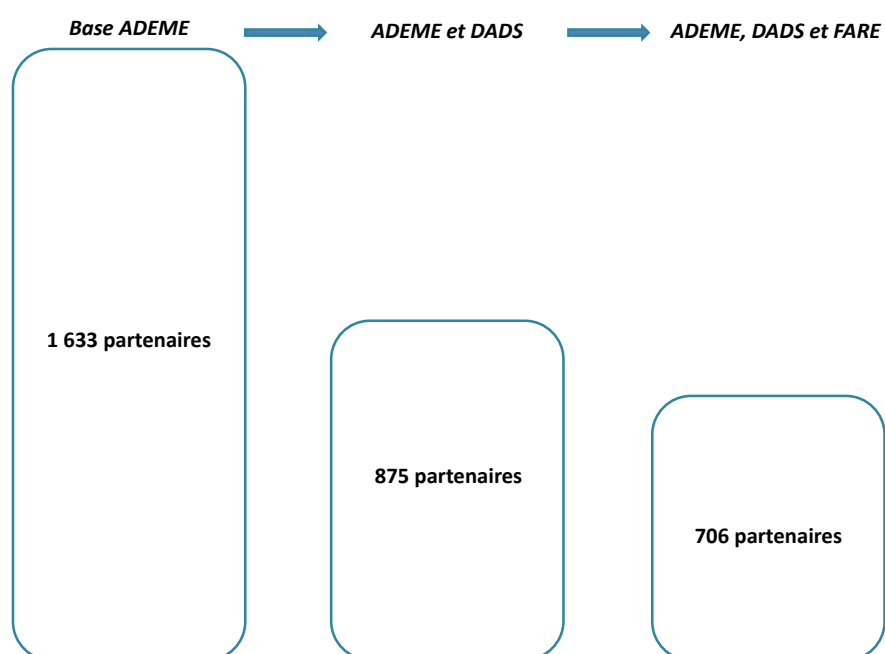 Base ADEME
ADEME et DADS
ADEME, DADS et FARE
1 633 partenaires
875 partenaires
706 partenaires